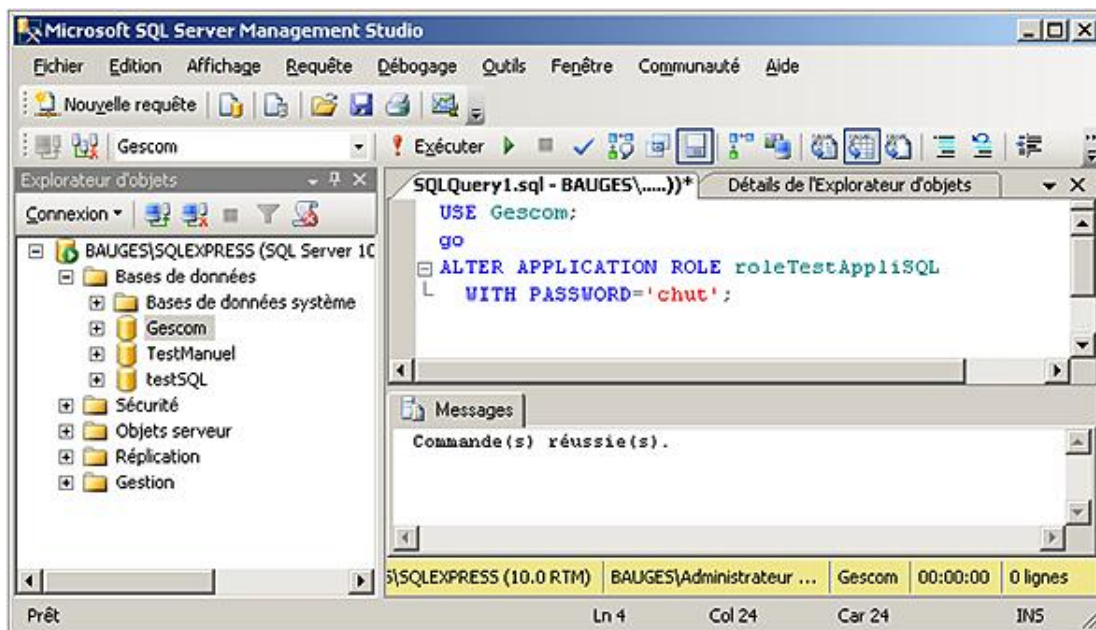 Microsoft SQL Server Management Studio
Fichier Edition Affichage Requête Débogage Outils Fenêtre Communauté Aide
Nouvelle requête
Gescom Exécuter
Explorateur d'objets
SQLQuery1.sql - BAUGES\.....))* Détails de l'Explorateur d'objets
Connexion
USE Gescom;
go
ALTER APPLICATION ROLE roleTestAppliSQL
WITH PASSWORD='chut';
BAUGES\SQLEXPRESS (SQL Server 10
Bases de données
Bases de données système
Gescom
TestManuel
testSQL
Sécurité
Objets serveur
Réplication
Gestion
Messages
Commande(s) réussie(s).
\SQLEXPRESS (10.0 RTM) BAUGES\Administrateur ... Gescom 00:00:00 0 lignes
Prêt Ln 4 Col 24 Car 24 INS